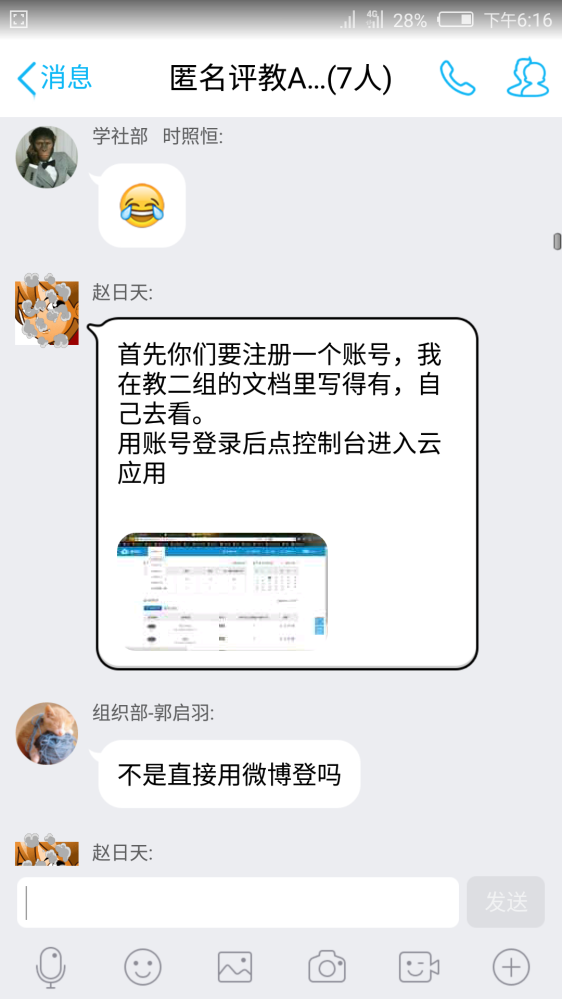 4G
28%
下午6:16
消息
匿名评教A...(7人)
学社部 时照恒:
赵日天:
首先你们要注册一个账号，我
在教二组的文档里写得有，自
己去看。
用账号登录后点控制台进入云
应用
组织部-郭启羽:
不是直接用微博登吗
赵日天:
发送